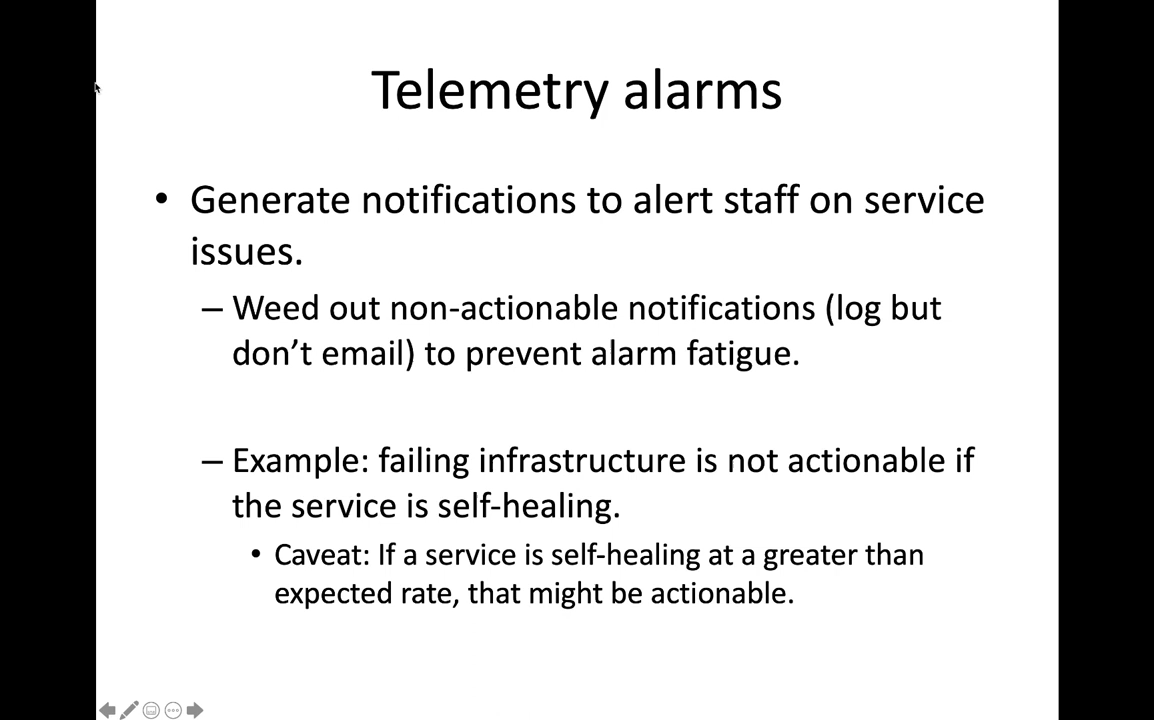 Telemetry alarms
• Generate notifications to alert staff on service
issues.
– Weed out non-actionable notifications (log but
don’t email) to prevent alarm fatigue.
– Example: failing infrastructure is not actionable if
the service is self-healing.
• Caveat: If a service is self-healing at a greater than
expected rate, that might be actionable.